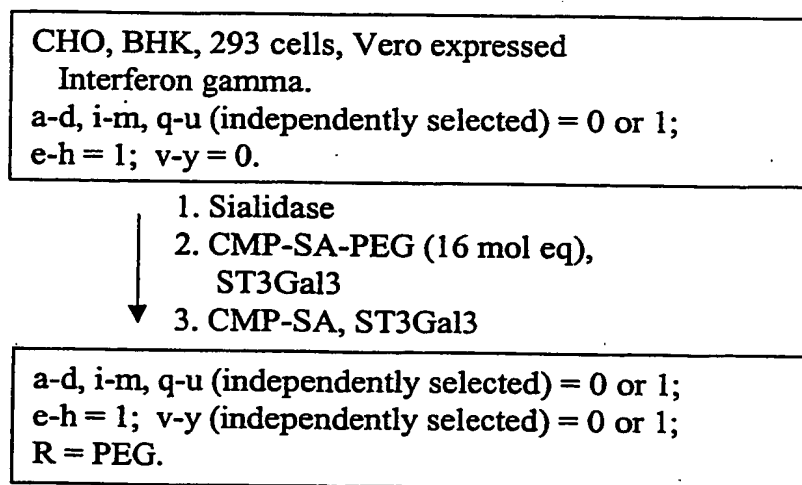 CHO, BHK, 293 cells, Vero expressed
Interferon gamma.
a-d, i-m, q-u (independently selected) = 0 or 1;
e-h = 1; v-y = 0.
1. Sialidase
2. CMP-SA-PEG (16 mol eq),
ST3Gal3
3. CMP-SA, ST3Gal3
a-d, i-m, q-u (independently selected) = 0 or 1;
e-h = 1; v-y (independently selected) = 0 or 1;
R = PEG.